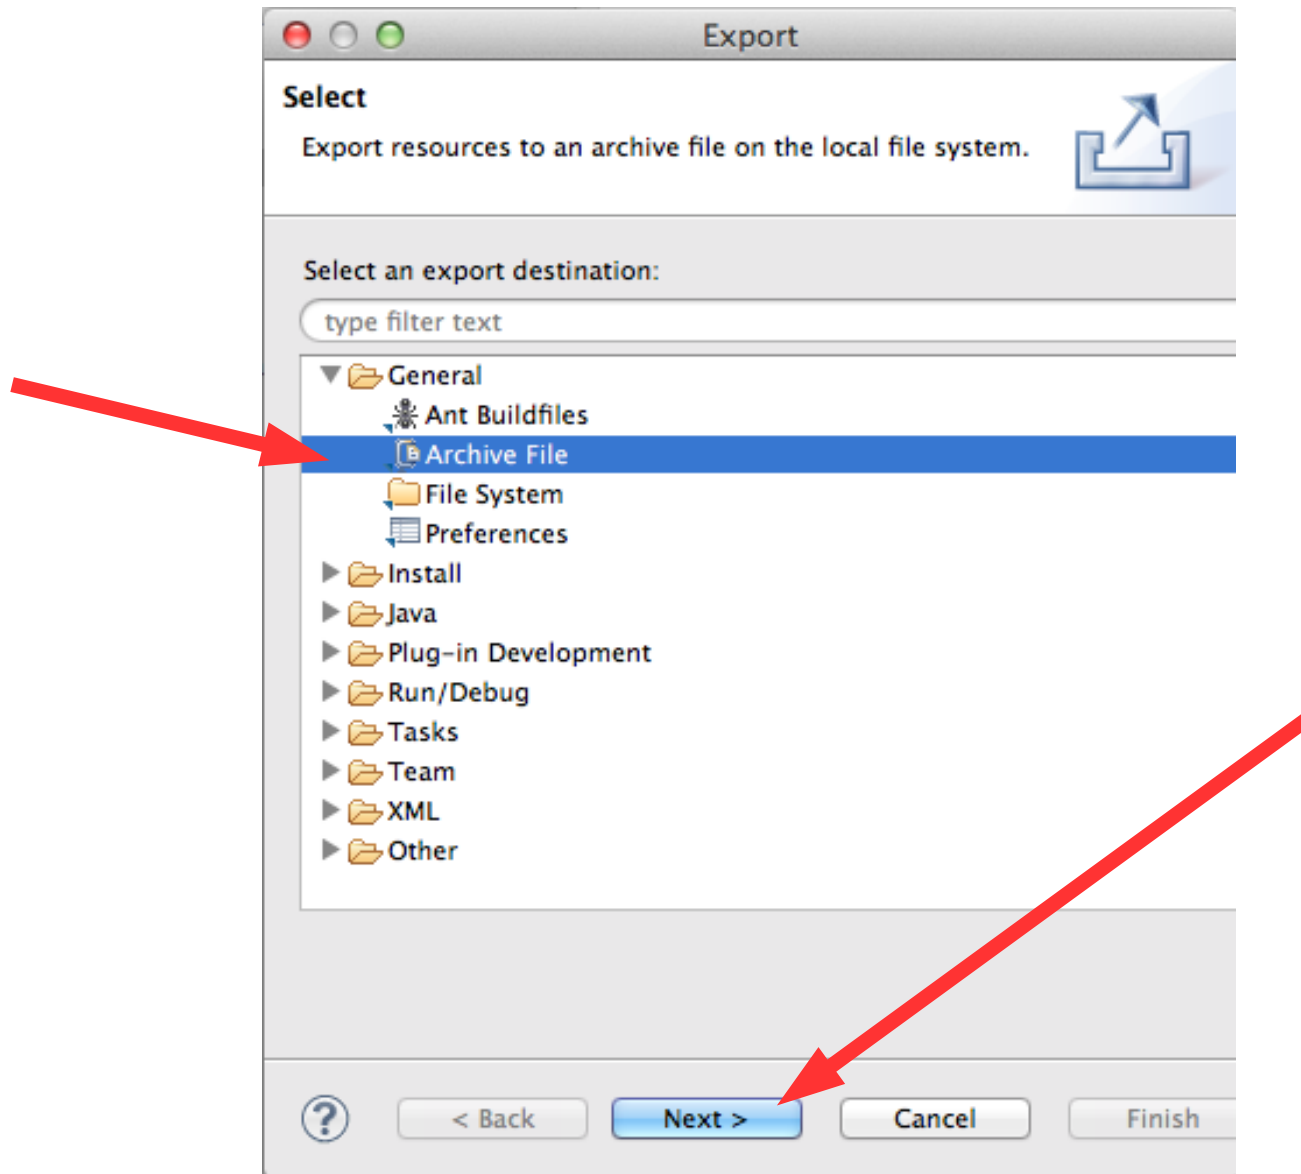 Export
Select
Export resources to an archive file on the local file system.
Select an export destination:
type filter text
General
Ant Buildfiles
Archive File
File System
Preferences
Install
Java
Plug-in Development
Run/Debug
Tasks
Team
XML
Other
? < Back Next > Cancel Finish